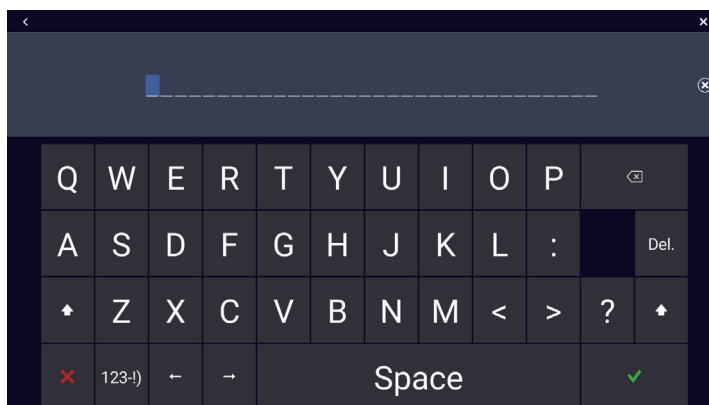 Q W E R T Y U I O P
A S D F G H J K L : Del.
Z X C V B N M < > ?
123-!) ← → Space